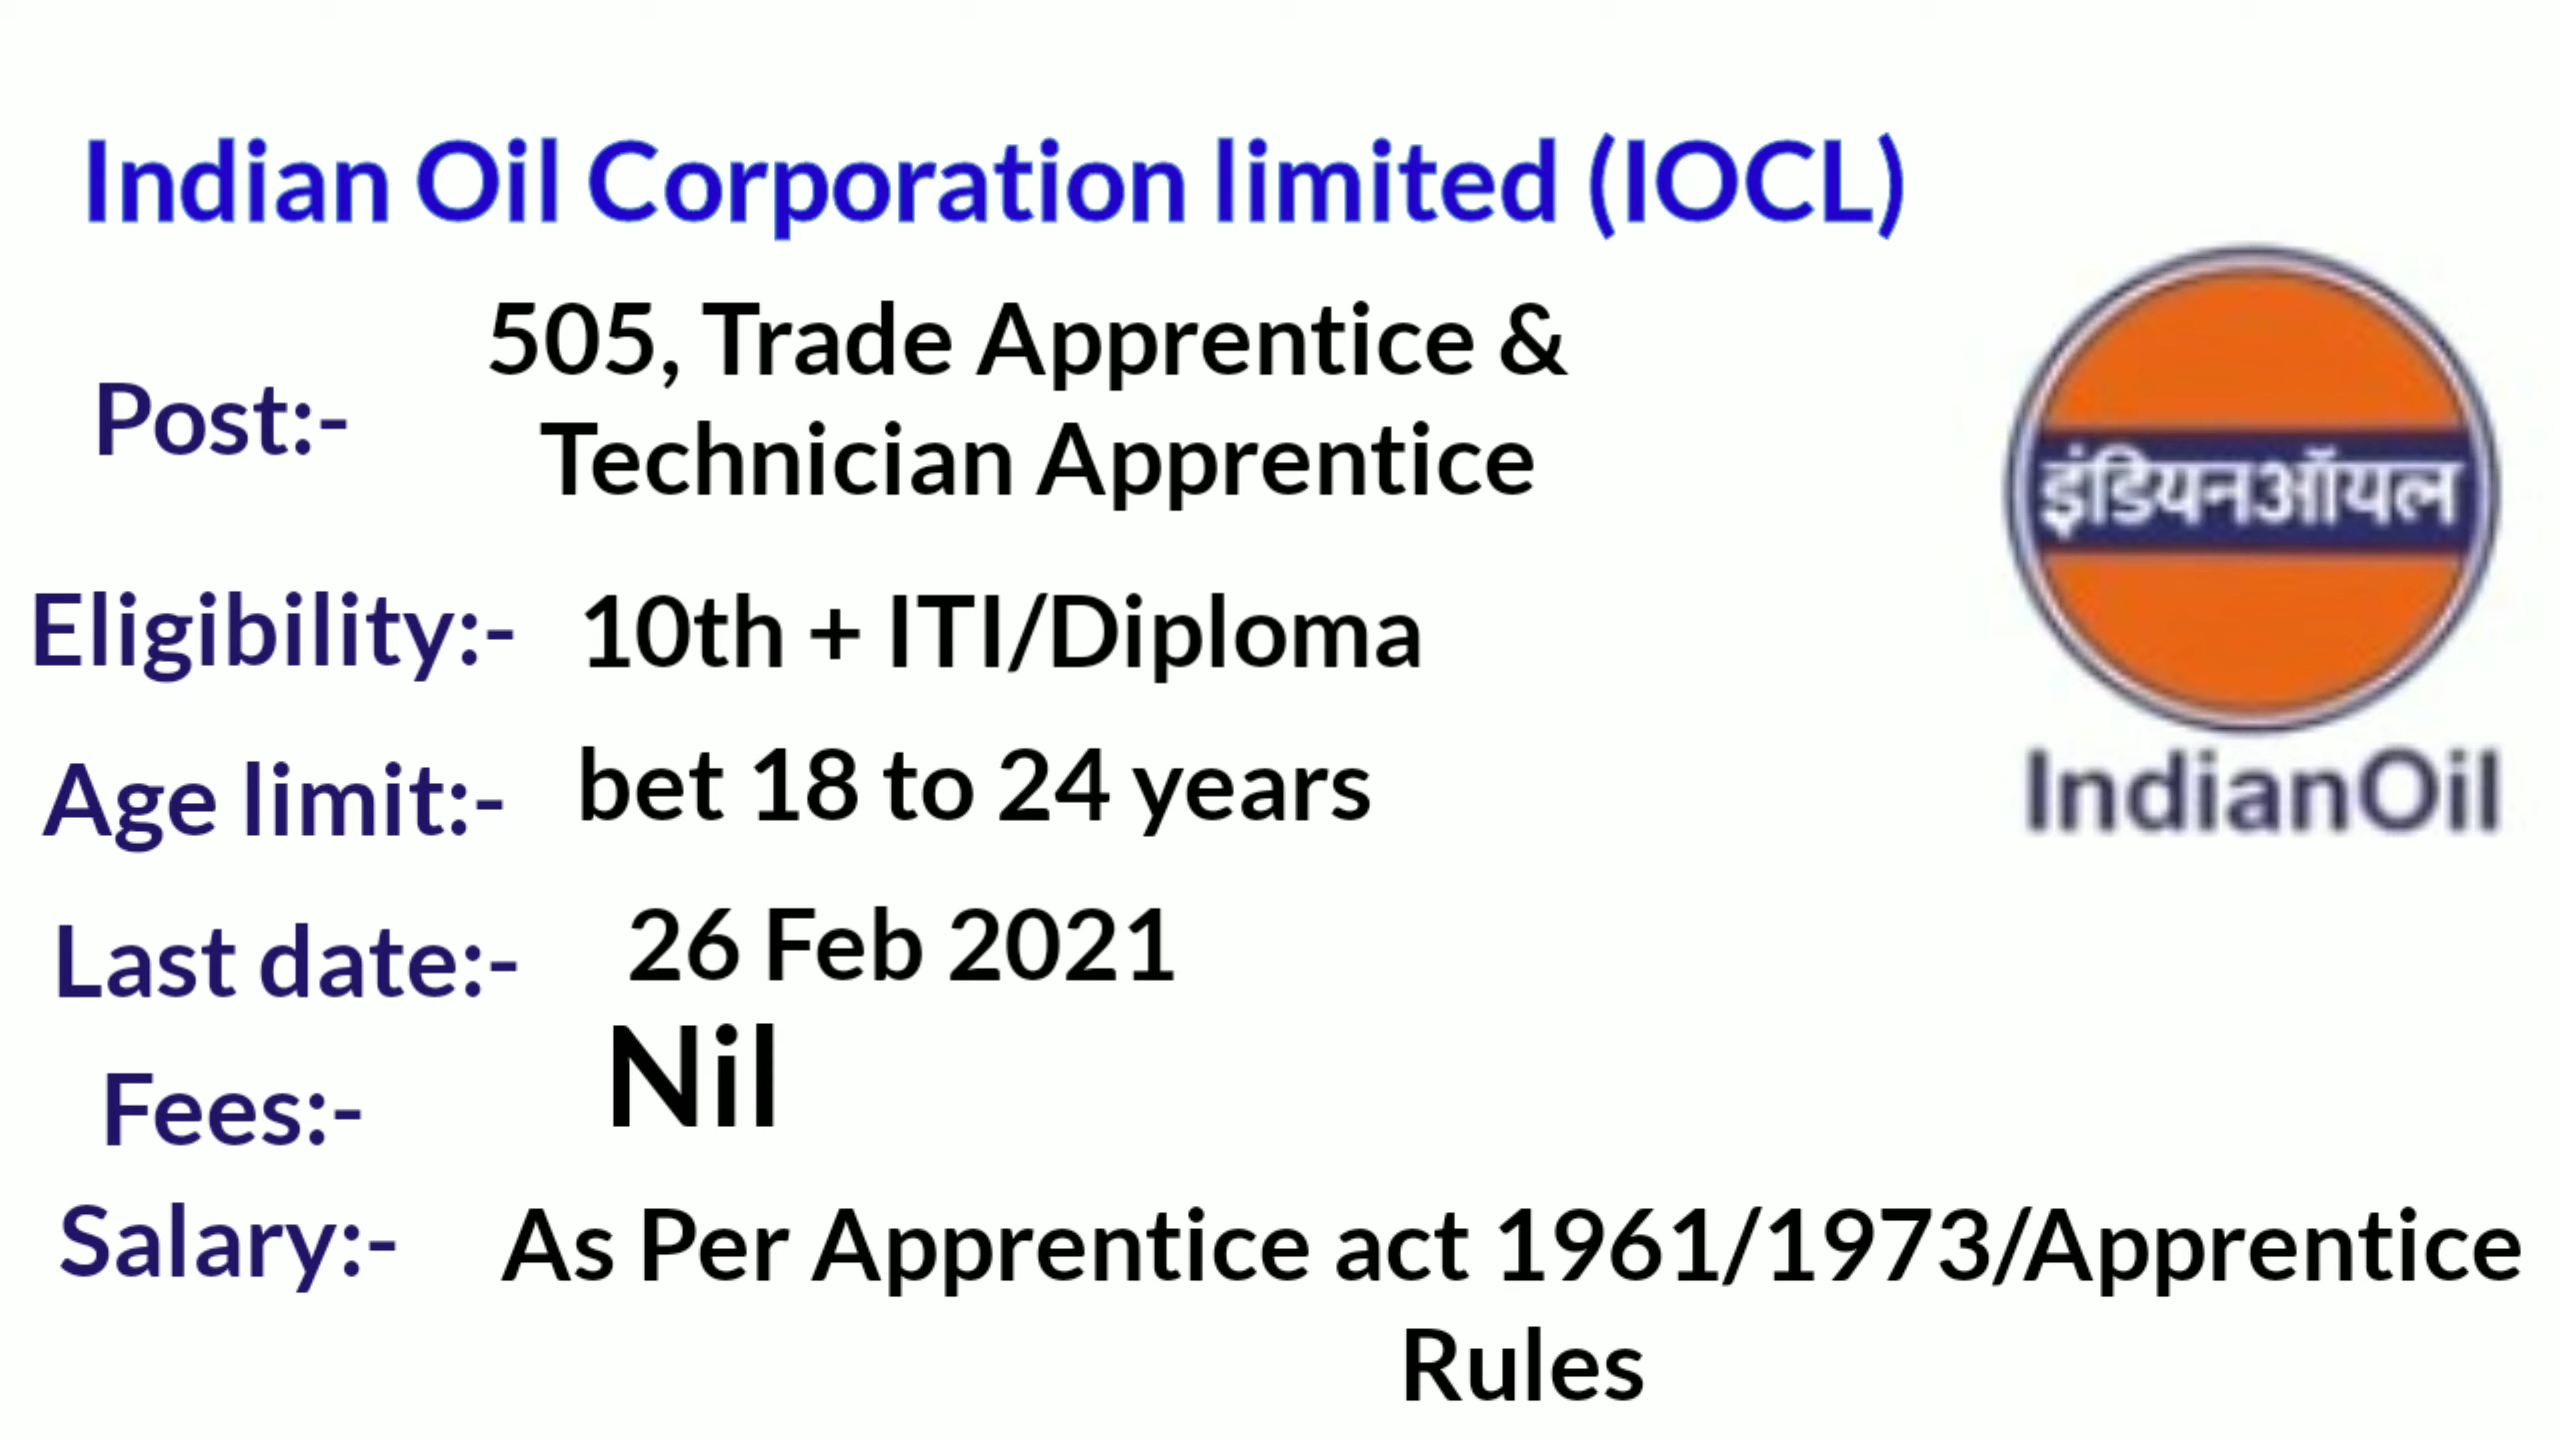 Indian Oil Corporation limited (IOCL)
Post:- 505, Trade Apprentice &
Technician Apprentice
इंडियनऑयल
IndianOil
Eligibility:- 10th + ITI/Diploma
Age limit:- bet 18 to 24 years
Last date:- 26 Feb 2021
Fees:- Nil
Salary:- As Per Apprentice act 1961/1973/Apprentice
Rules